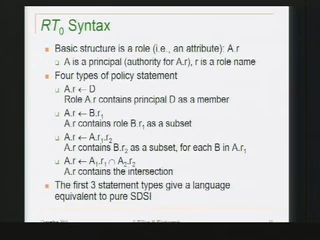 RT₀ Syntax
Basic structure is a role (i.e., an attribute): A.r
A is a principal (authority for A.r), r is a role name
Four types of policy statement
A.r ← D
Role A.r contains principal D as a member
A.r ← B.r₁
A.r contains role B.r₁ as a subset
A.r ← A.r₁.r₂
A.r contains B.r₂ as subset, for each B in A.r₁
A.r ← A₁.r₁ ∩ A₂.r₂
A.r contains the intersection
The first 3 statement types give a language
equivalent to pure SDSI